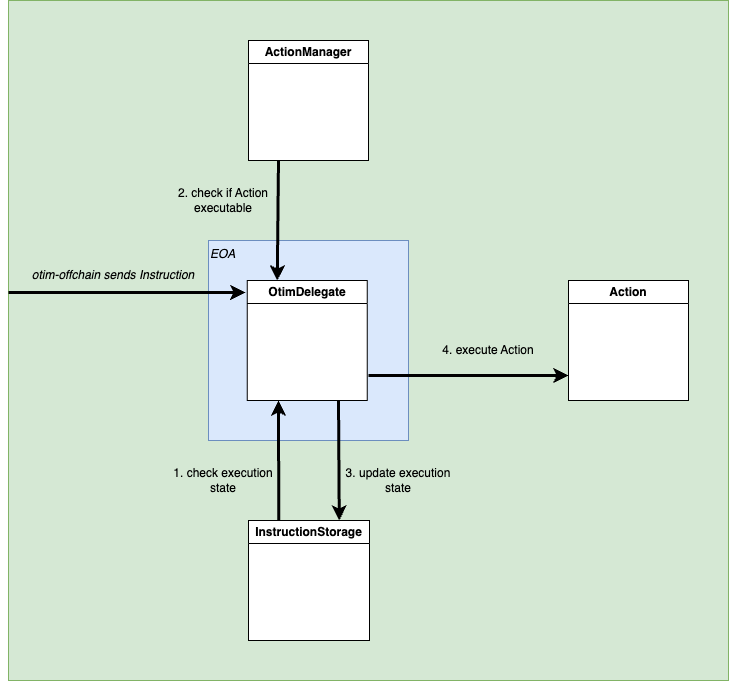 ActionManager
2. check if Action
executable
EOA
otim-offchain sends Instruction
OtimDelegate
Action
4. execute Action
1. check execution
state
3. update execution
state
InstructionStorage